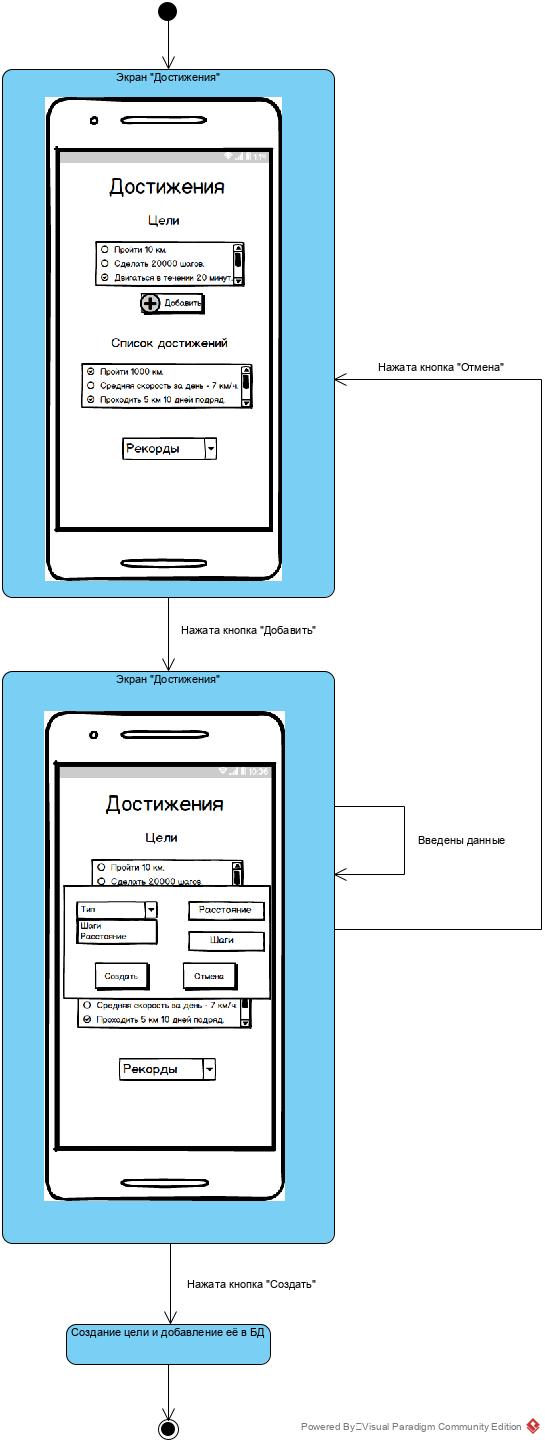 Экран "Достижения"
1:19
Достижения
Цели
Пройти 10 км.
Сделать 20000 шагов.
Двигаться в течении 20 минут.
Добавить
Список достижений
Пройти 1000 км.
Средняя скорость за день - 7 км/ч.
Проходить 5 км 10 дней подряд.
Рекорды
Нажата кнопка "Отмена"
Нажата кнопка "Добавить"
Экран "Достижения"
10:36
Достижения
Цели
Пройти 10 км.
Сделать 20000 шагов.
Тип
Расстояние
Шаги
Расстояние
Шаги
Создать
Отмена
Средняя скорость за день - 7 км/ч.
Проходить 5 км 10 дней подряд.
Рекорды
Введены данные
Нажата кнопка "Создать"
Создание цели и добавление её в БД
Powered By Visual Paradigm Community Edition